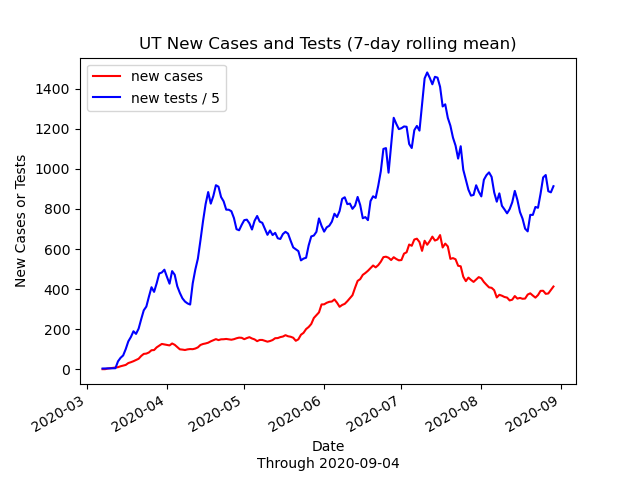 UT New Cases and Tests (7-day rolling mean)
new cases
new tests / 5
New Cases or Tests
1400
1200
1000
800
600
400
200
0
2020-03
2020-04
2020-05
2020-06
2020-07
2020-08
2020-09
Date
Through 2020-09-04